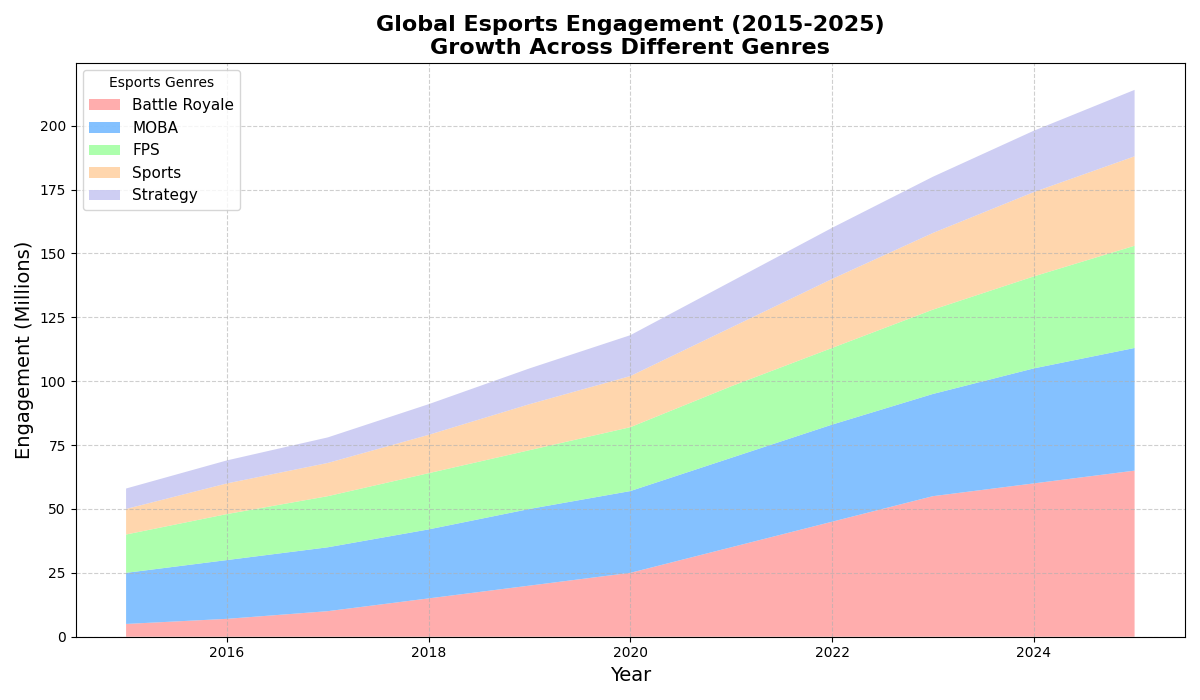 Global Esports Engagement (2015-2025)
Growth Across Different Genres
Esports Genres
Battle Royale
MOBA
FPS
Sports
Strategy
Engagement (Millions)
200
175
150
125
100
75
50
25
0
2016
2018
2020
2022
2024
Year